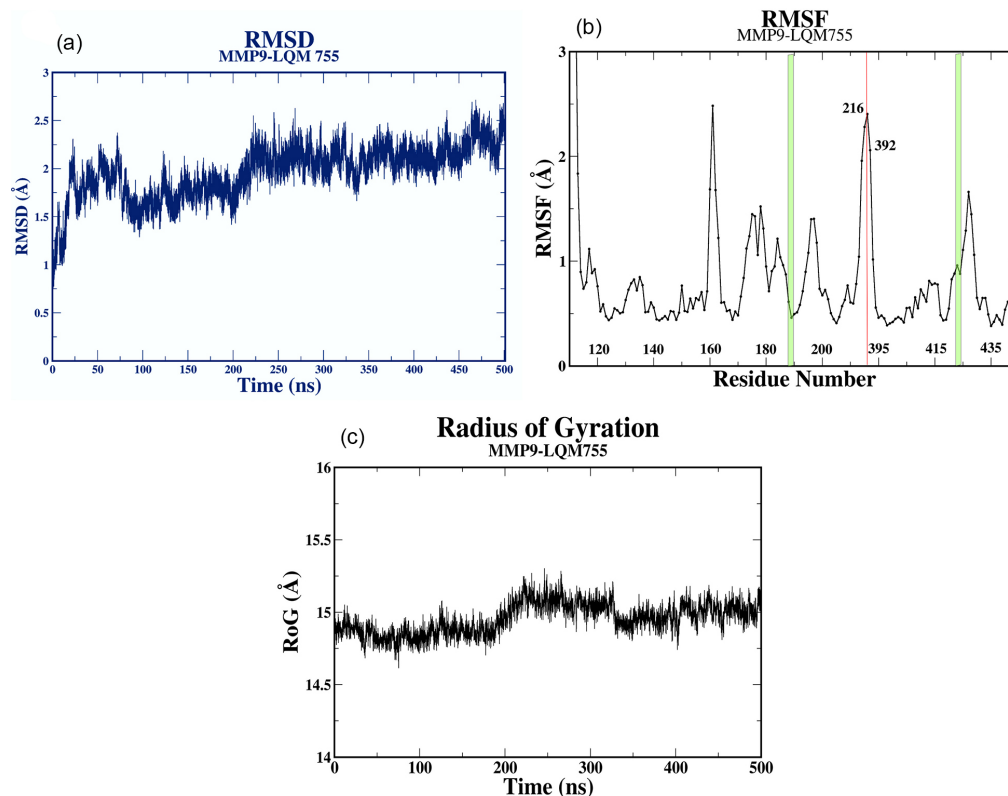 (a)
RMSD
MMP9-LQM 755
3
2.5
2
1.5
1
0.5
0
RMSD (Å)
0 50 100 150 200 250 300 350 400 450 500
Time (ns)
(b)
RMSF
MMP9-LQM755
3
2
1
0
RMSF (Å)
216
392
120 140 160 180 200 395 415 435
Residue Number
(c)
Radius of Gyration
MMP9-LQM755
16
15.5
15
14.5
14
RoG (Å)
0 100 200 300 400 500
Time (ns)